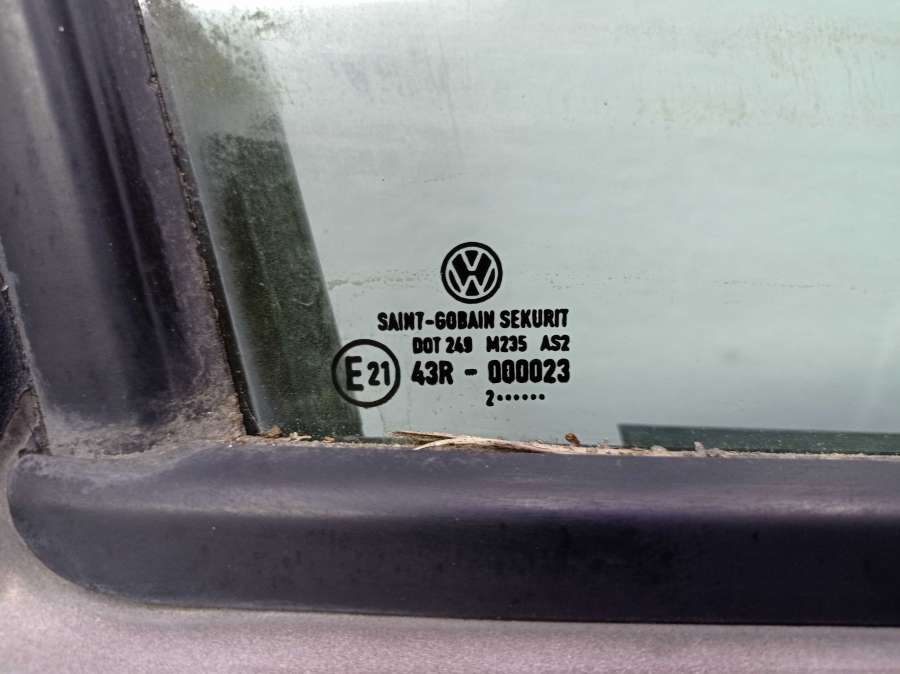 SAINT-GOBAIN SEKURIT
DOT 249 M235 AS2
E21 43R - 000023
2······